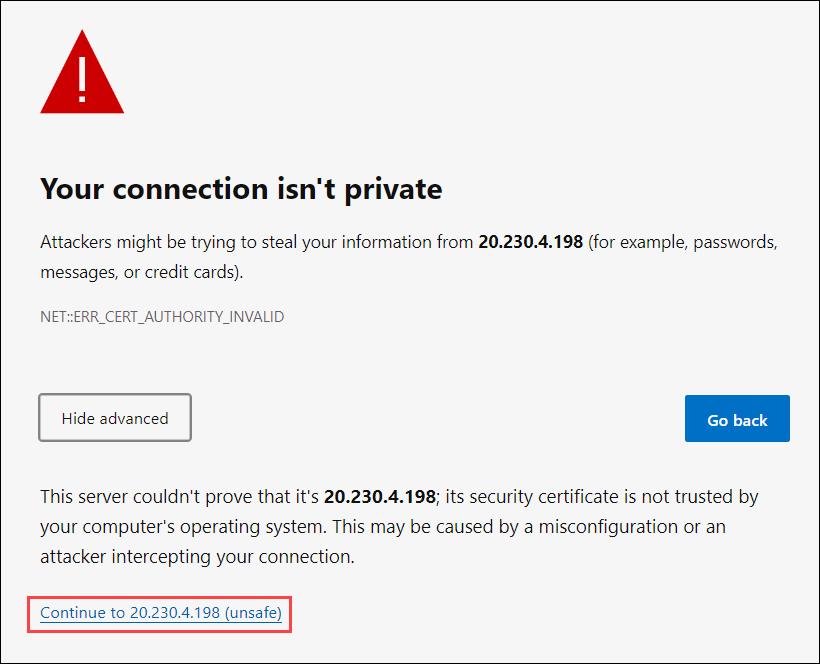 Your connection isn't private
Attackers might be trying to steal your information from 20.230.4.198 (for example, passwords,
messages, or credit cards).
NET::ERR_CERT_AUTHORITY_INVALID
Hide advanced
Go back
This server couldn't prove that it's 20.230.4.198; its security certificate is not trusted by
your computer's operating system. This may be caused by a misconfiguration or an
attacker intercepting your connection.
Continue to 20.230.4.198 (unsafe)